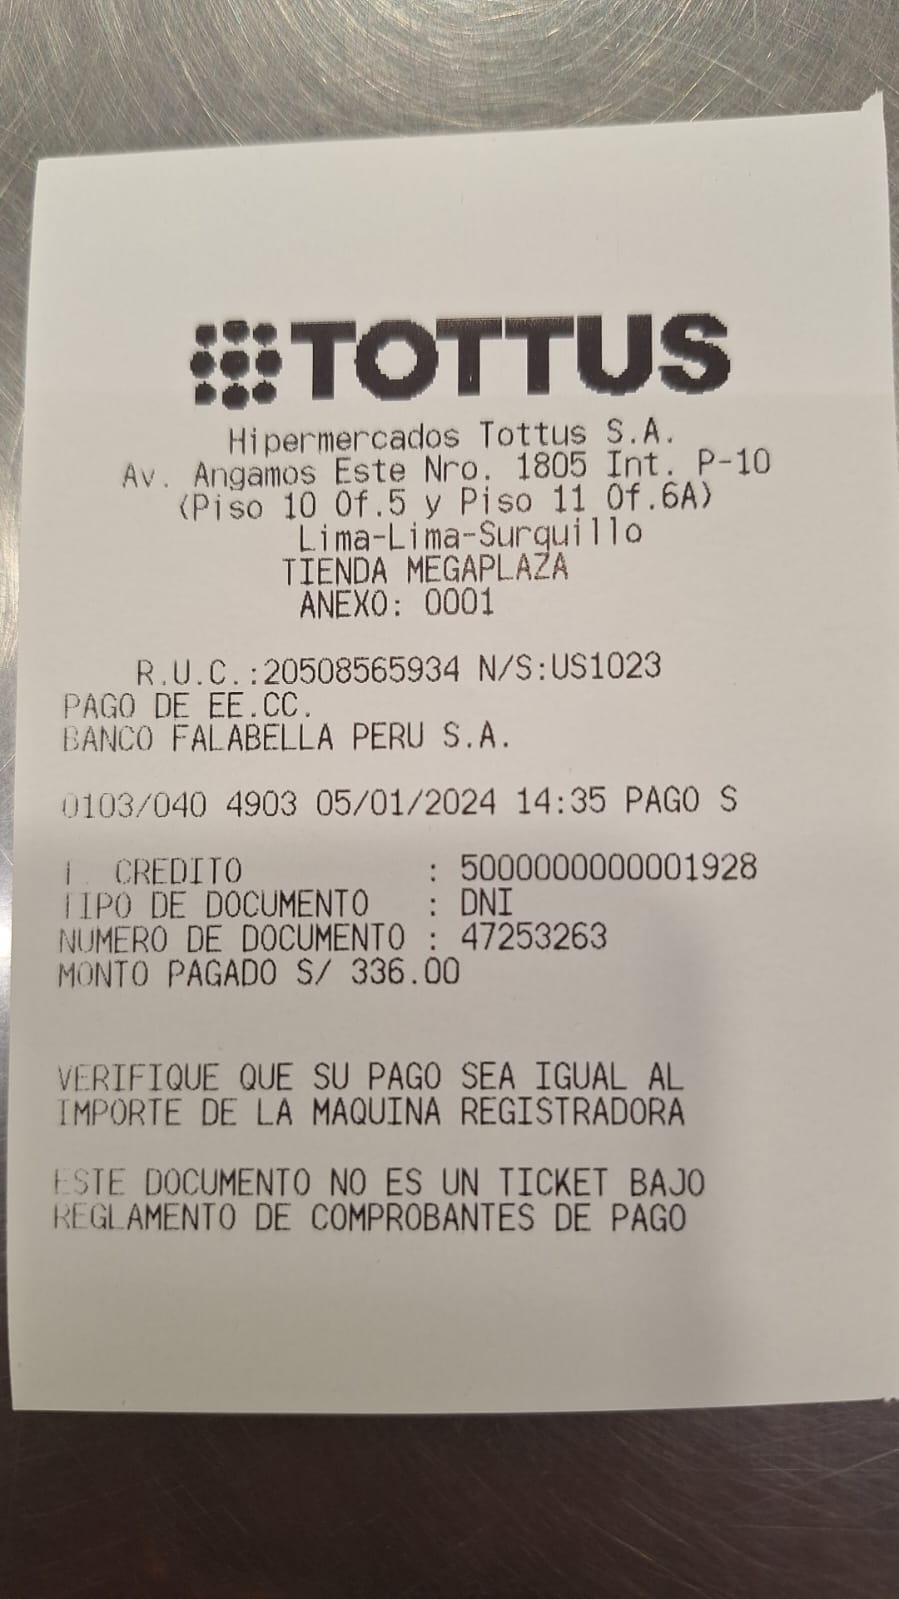 TOTTUS
Hipermercados Tottus S.A.
Av. Angamos Este Nro. 1805 Int. P-10
(Piso 10 Of.5 y Piso 11 Of.6A)
Lima-Lima-Surquillo
TIENDA MEGAPLAZA
ANEXO: 0001
R.U.C.:20508565934 N/S:US1023
PAGO DE EE.CC.
BANCO FALABELLA PERU S.A.
0103/040 4903 05/01/2024 14:35 PAGO S
CREDITO : 5000000000001928
TIPO DE DOCUMENTO : DNI
NUMERO DE DOCUMENTO : 47253263
MONTO PAGADO S/ 336.00
VERIFIQUE QUE SU PAGO SEA IGUAL AL
IMPORTE DE LA MAQUINA REGISTRADORA
ESTE DOCUMENTO NO ES UN TICKET BAJO
REGLAMENTO DE COMPROBANTES DE PAGO